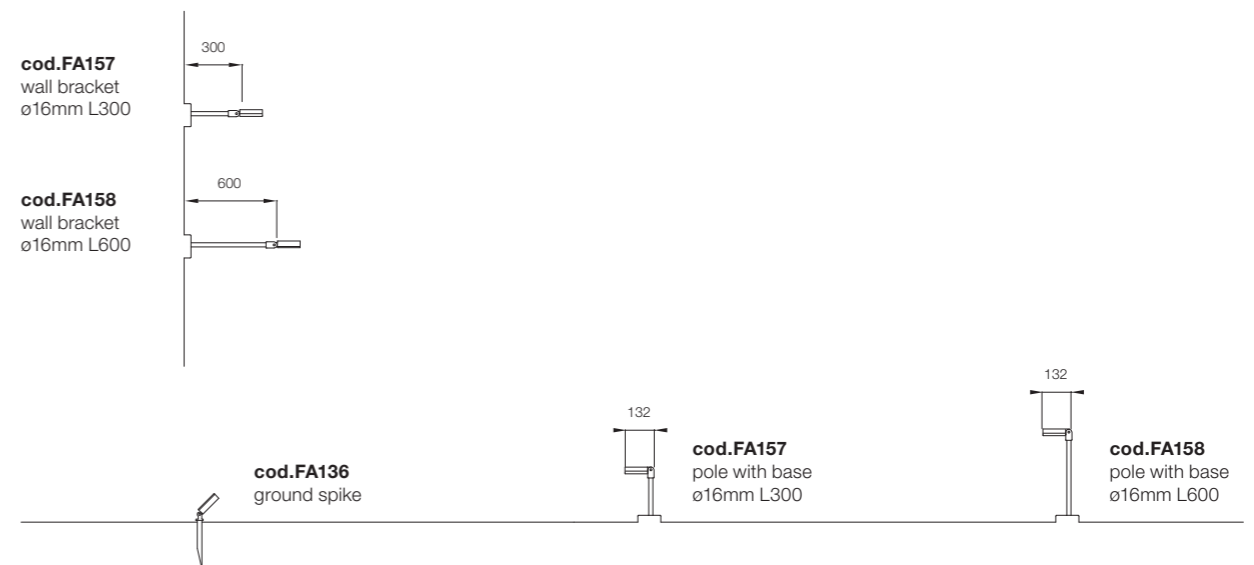 300
cod.FA157
wall bracket
ø16mm L300
600
cod.FA158
wall bracket
ø16mm L600
132
132
cod.FA157
pole with base
ø16mm L300
cod.FA158
pole with base
ø16mm L600
cod.FA136
ground spike